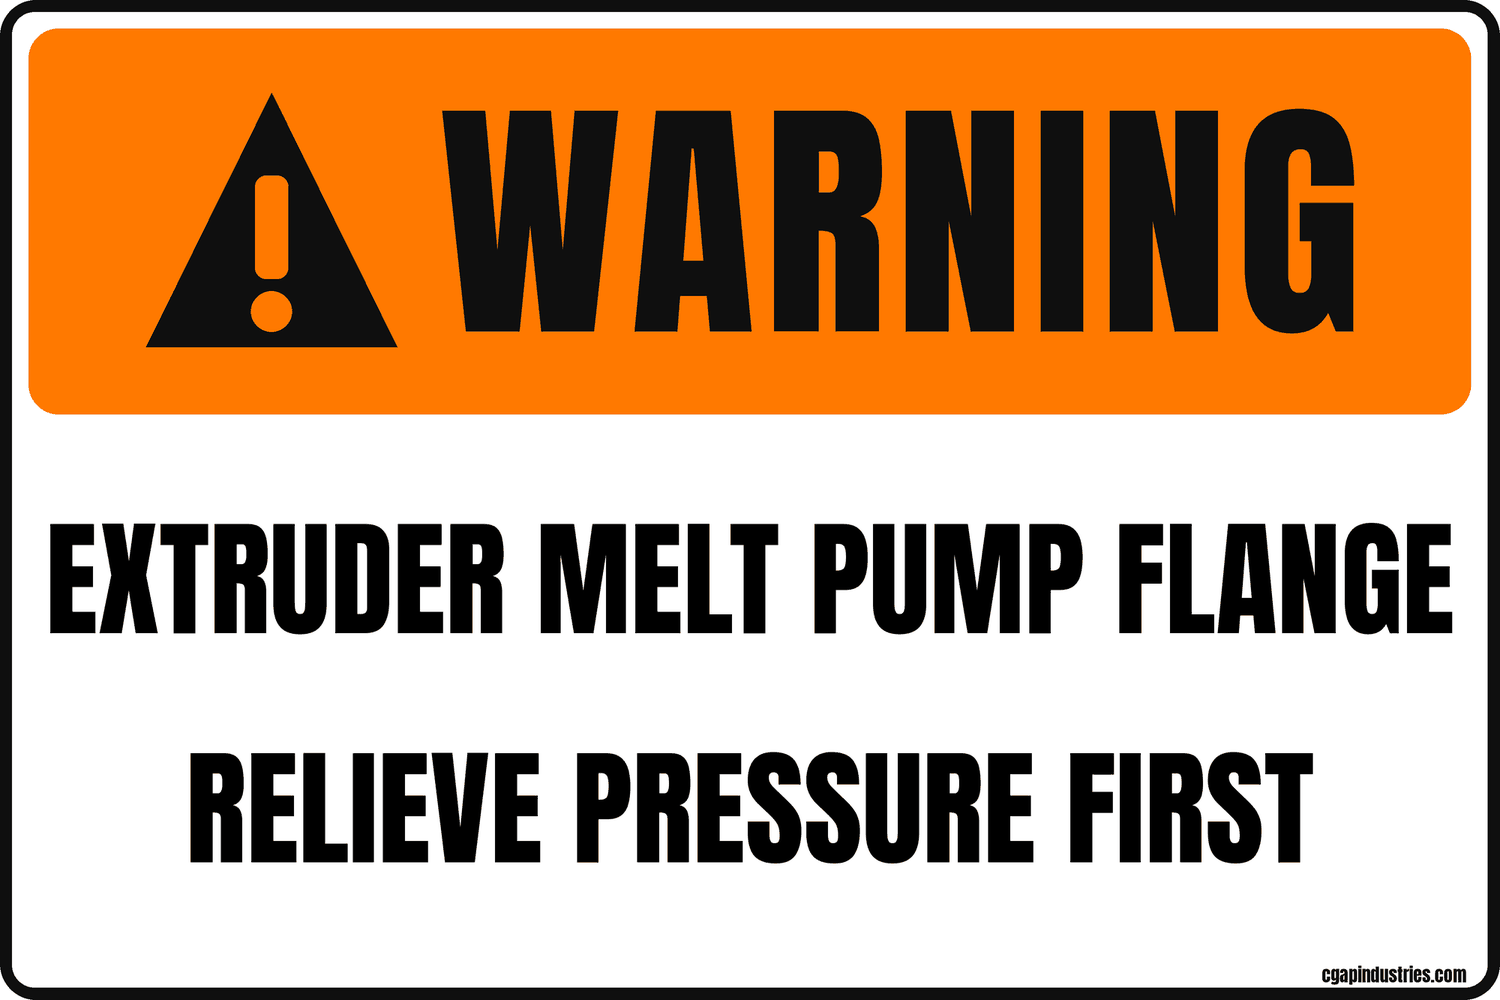 WARNING
EXTRUDER MELT PUMP FLANGE
RELIEVE PRESSURE FIRST
cgapindustries.com